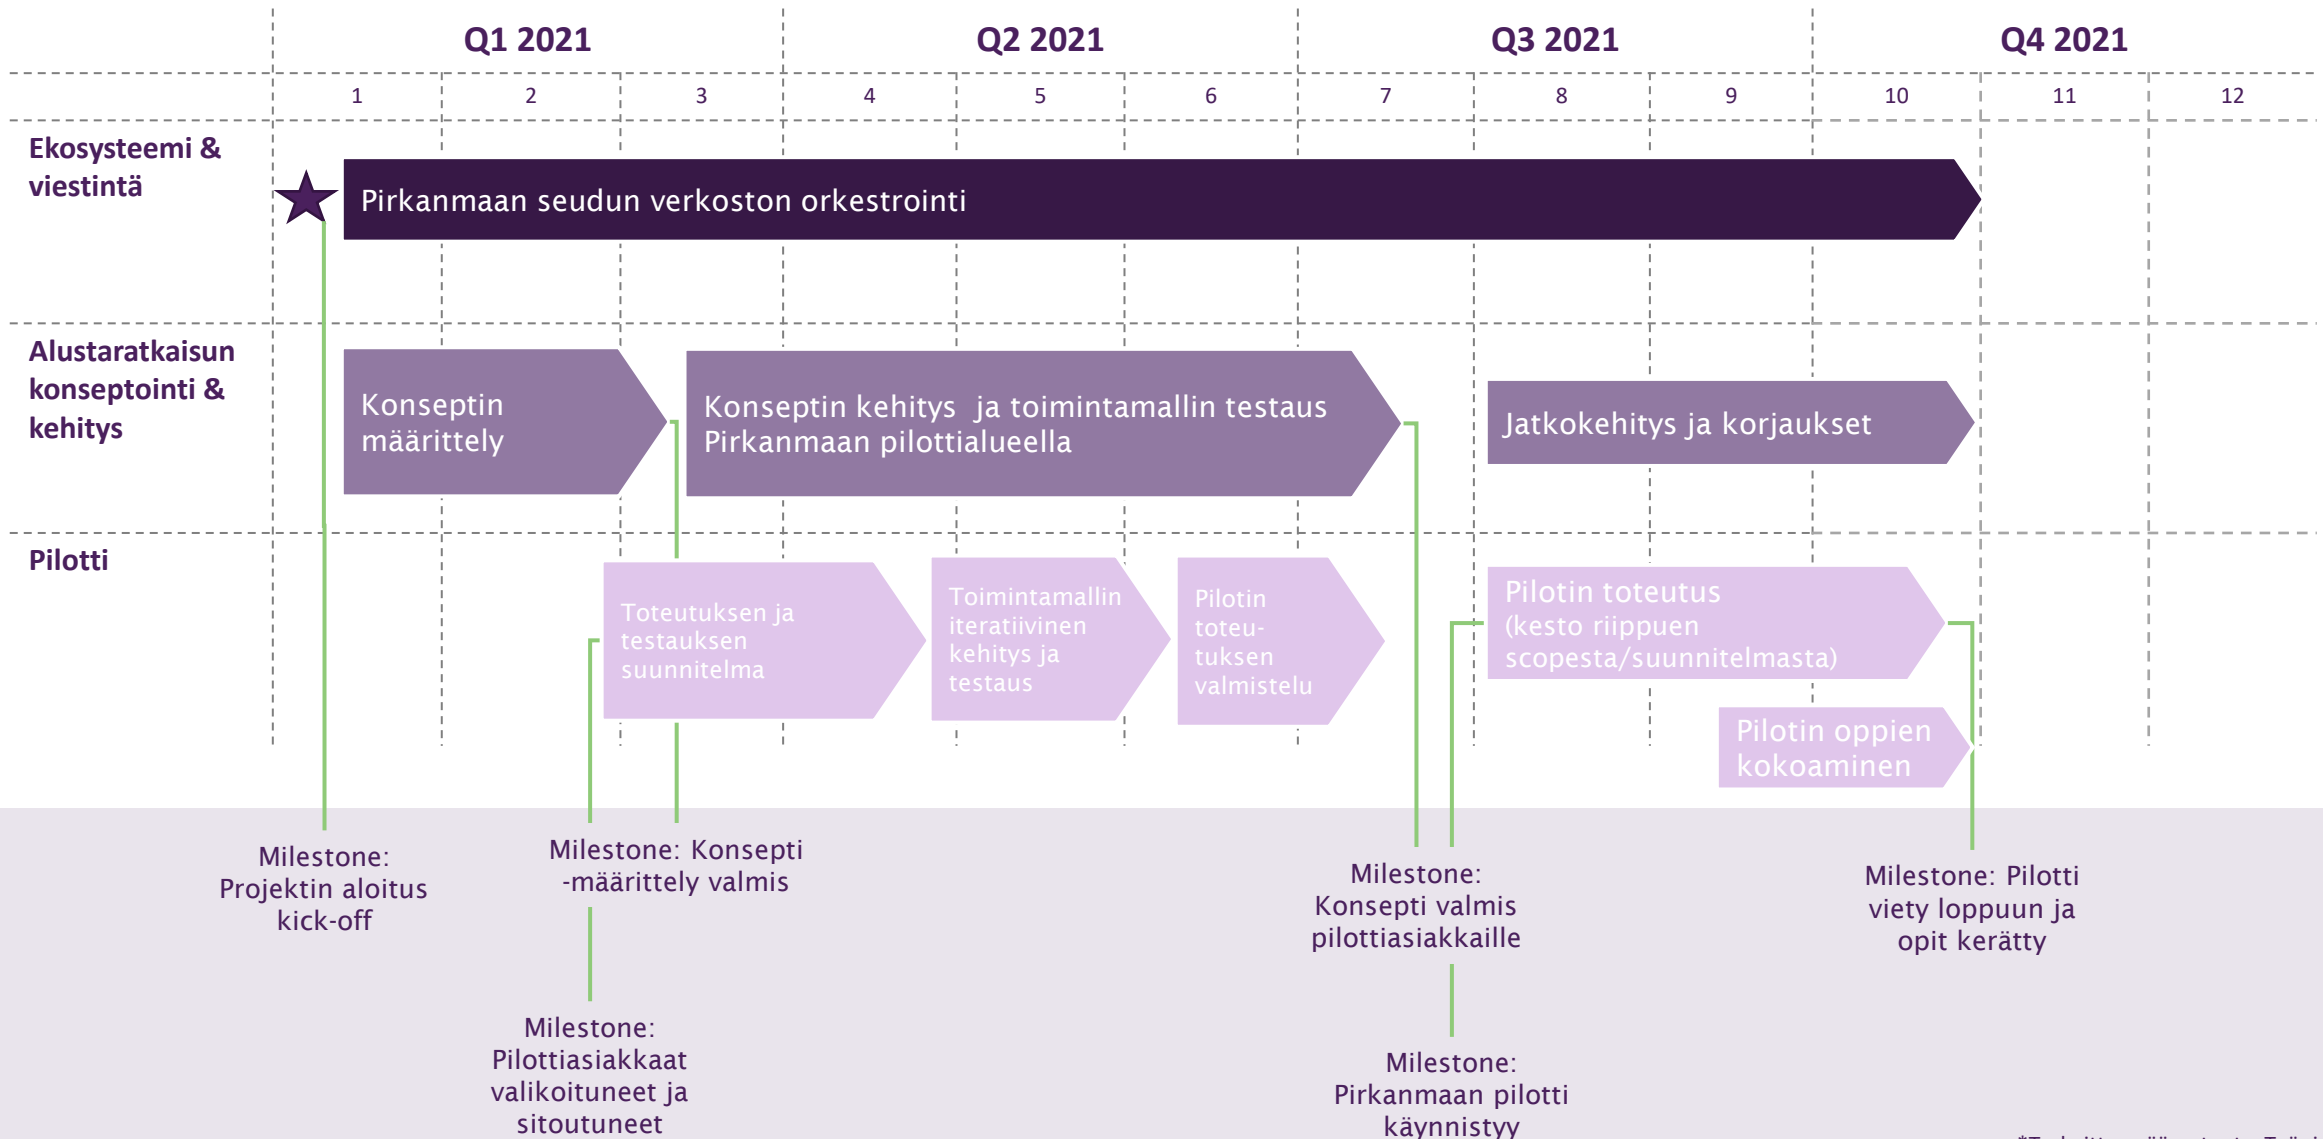 Q1 2021
Q2 2021
Q3 2021
Q4 2021
1
2
3
4
5
6
7
8
9
10
11
12
Ekosysteemi &
viestintä
Pirkanmaan seudun verkoston orkestrointi
Alustaratkaisun
konseptointi &
kehitys
Konseptin
määrittely
Konseptin kehitys ja toimintamallin testaus
Pirkanmaan pilottialueella
Jatkokehitys ja korjaukset
Pilotti
Toteutuksen ja
testauksen
suunnitelma
Toimintamallin
iteratiivinen
kehitys ja
testaus
Pilotin
toteu-
tuksen
valmistelu
Pilotin toteutus
(kesto riippuen
scopesta/suunnitelmasta)
Pilotin oppien
kokoaminen
Milestone:
Projektin aloitus
kick-off
Milestone: Konsepti
-määrittely valmis
Milestone:
Pilottiasiakkaat
valikoituneet ja
sitoutuneet
Milestone:
Konsepti valmis
pilottiasiakkaille
Milestone:
Pirkanmaan pilotti
käynnistyy
Milestone: Pilotti
viety loppuun ja
opit kerätty